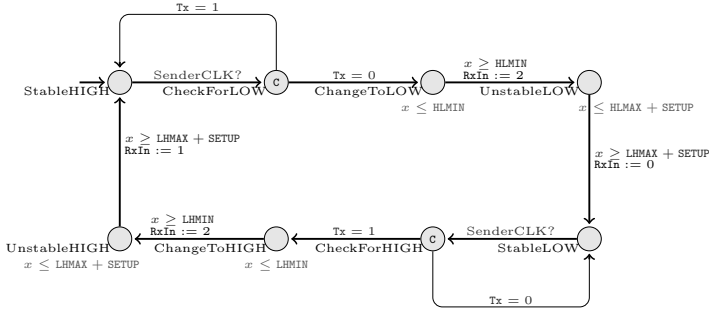 Tx = 1
SenderCLK?
Tx = 0
x ≥ HLMIN
RxIn := 2
C
StableHIGH
CheckForLOW
ChangeToLOW
UnstableLOW
x ≤ HLMIN
x ≤ HLMAX + SETUP
x ≥ LHMAX + SETUP
RxIn := 1
x ≥ LHMAX + SETUP
RxIn := 0
x ≥ LHMIN
RxIn := 2
Tx = 1
SenderCLK?
C
UnstableHIGH
ChangeToHIGH
CheckForHIGH
StableLOW
x ≤ LHMAX + SETUP
x ≤ LHMIN
Tx = 0